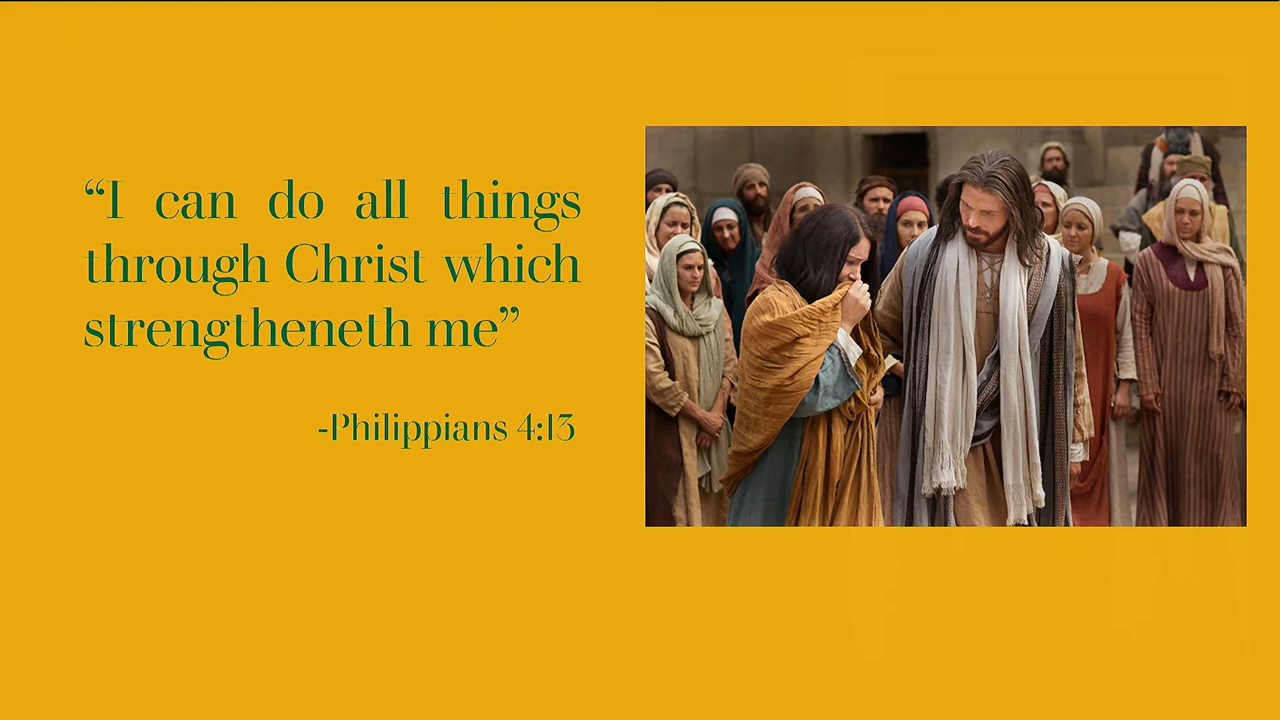 “I can do all things
through Christ which
strengtheneth me”
-Philippians 4:13